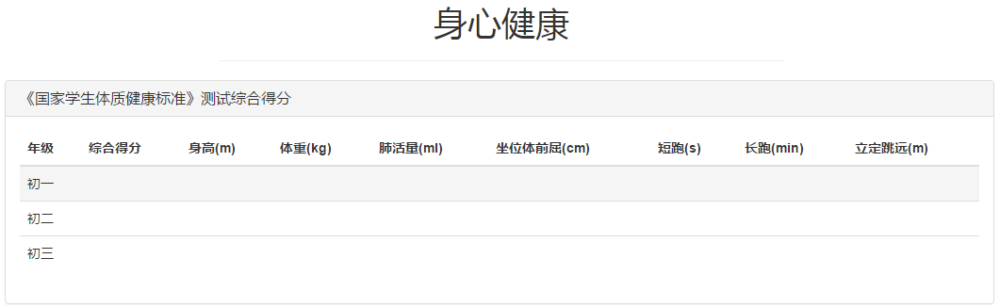 身心健康
《国家学生体质健康标准》测试综合得分
年级 综合得分 身高(m) 体重(kg) 肺活量(ml) 坐位体前屈(cm) 短跑(s) 长跑(min) 立定跳远(m)
初一
初二
初三